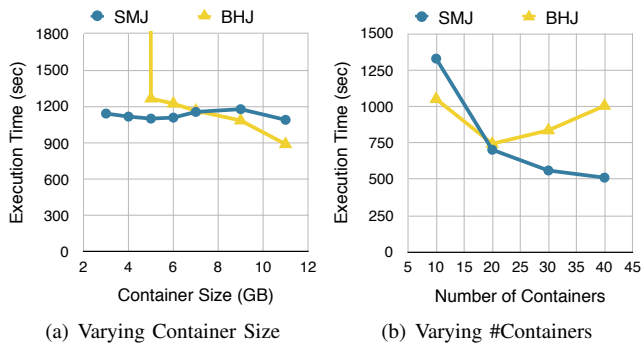 SMJ BHJ
Execution Time (sec)
1800
1500
1200
900
600
300
0
2 4 6 8 10 12
Container Size (GB)
(a) Varying Container Size
SMJ BHJ
Execution Time (sec)
1500
1250
1000
750
500
250
0
5 10 15 20 25 30 35 40 45
Number of Containers
(b) Varying #Containers